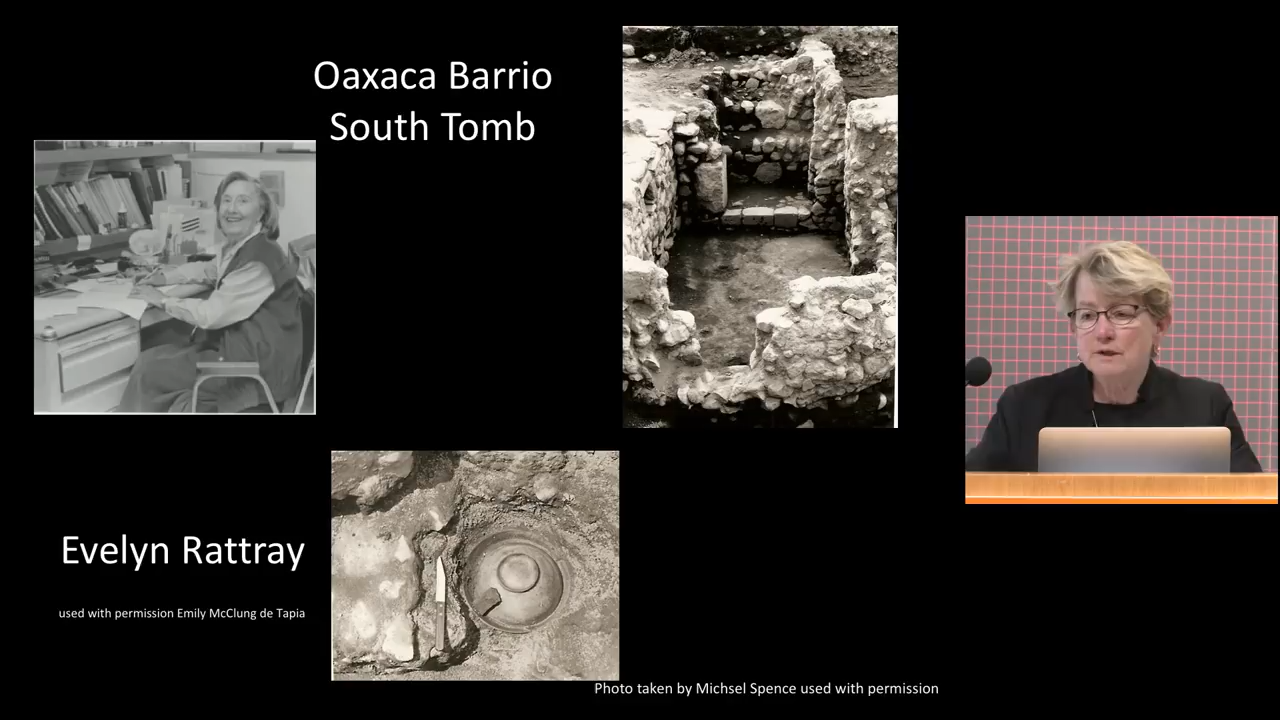 Oaxaca Barrio
South Tomb
Evelyn Rattray
used with permission Emily McClung de Tapia
Photo taken by Michsel Spence used with permission